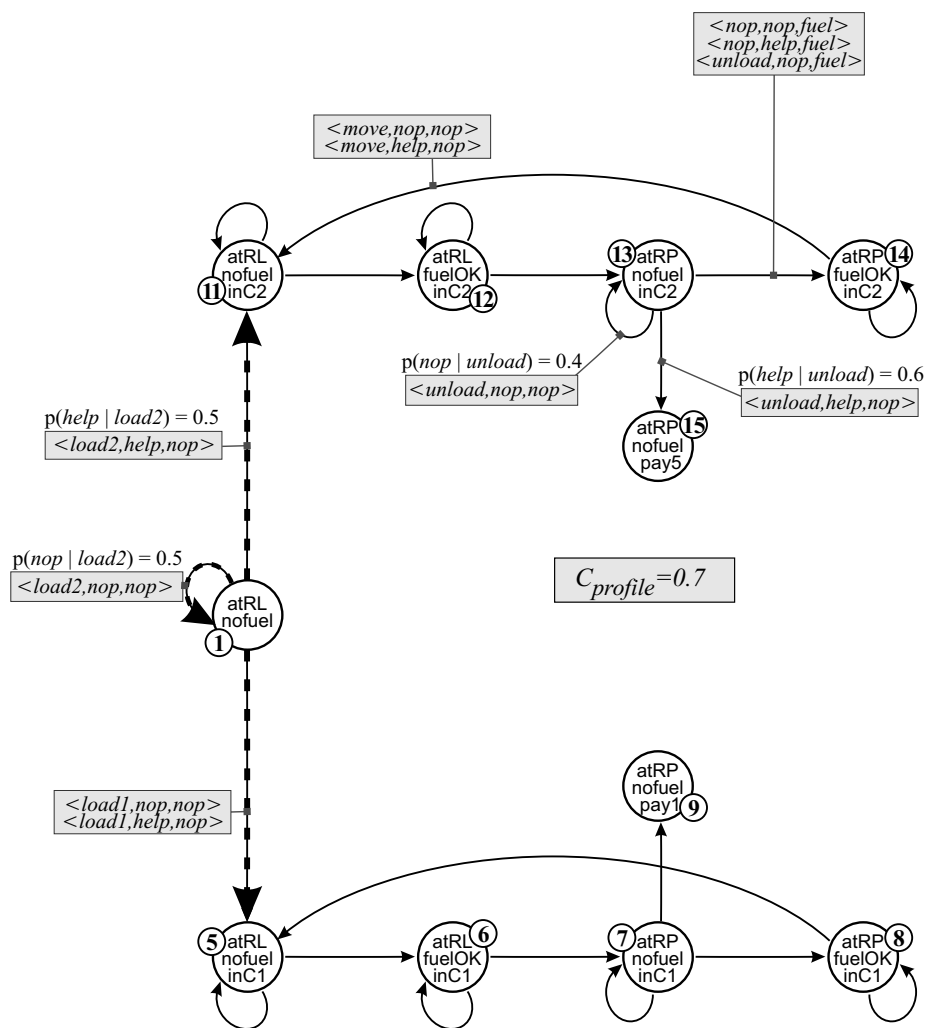 <nop,nop,fuel>
<nop,help,fuel>
<unload,nop,fuel>
<move,nop,nop>
<move,help,nop>
atRL
nofuel
inC2
11
atRL
fuelOK
inC2
12
13
atRP
nofuel
inC2
atRP
fuelOK
inC2
14
p(nop | unload) = 0.4
<unload,nop,nop>
p(help | unload) = 0.6
<unload,help,nop>
p(help | load2) = 0.5
<load2,help,nop>
atRP
nofuel
pay5
15
p(nop | load2) = 0.5
<load2,nop,nop>
atRL
nofuel
1
Cprofile=0.7
<load1,nop,nop>
<load1,help,nop>
atRP
nofuel
pay1
9
5
atRL
nofuel
inC1
6
atRL
fuelOK
inC1
7
atRP
nofuel
inC1
8
atRP
fuelOK
inC1